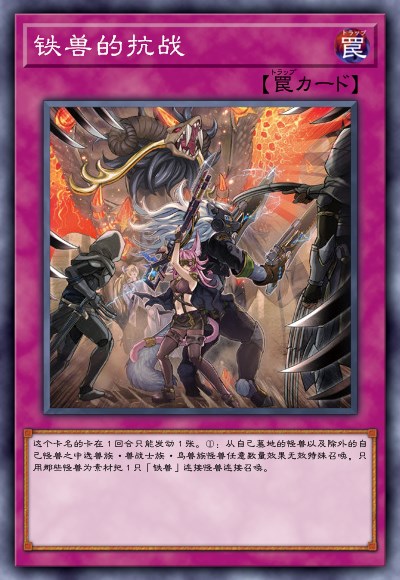 铁兽的抗战
トラップ
罠
トラップ
【罠カード】
这个卡名的卡在1回合只能发动1张。①：从自己墓地的怪兽以及除外的自
己怪兽之中选兽族・兽战士族・鸟兽族怪兽任意数量效果无效特殊召唤，只
用那些怪兽为素材把1只「铁兽」连接怪兽连接召唤。